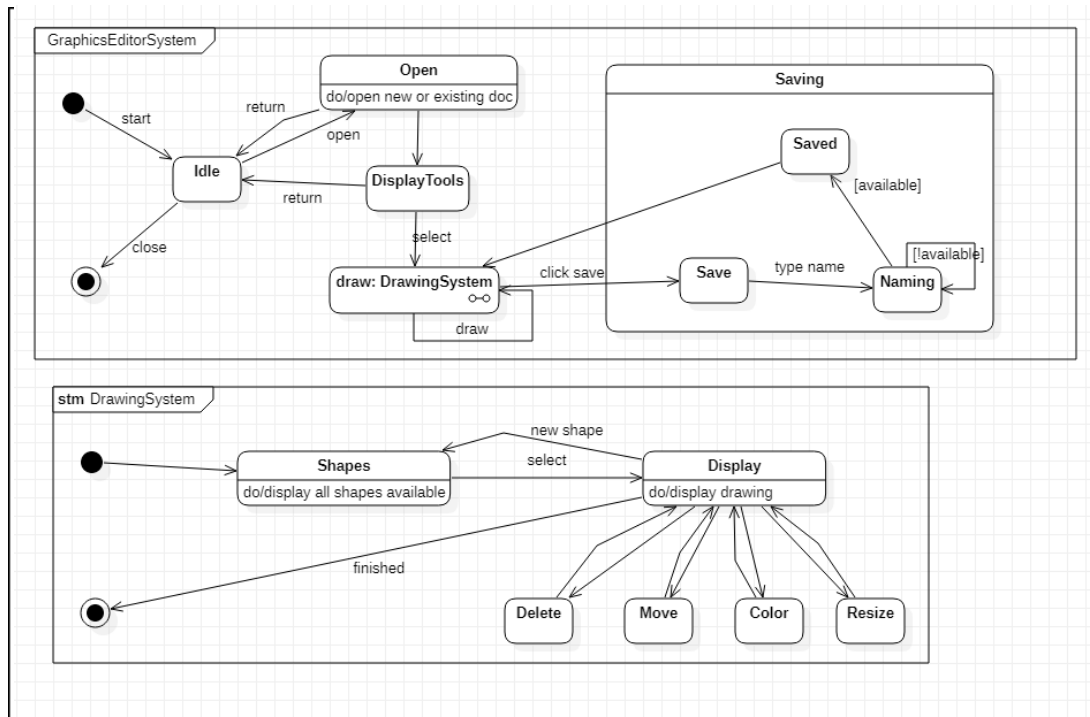 GraphicsEditorSystem
Open
do/open new or existing doc
Saving
return
start
open
Saved
Idle
DisplayTools
[available]
return
close
select
[!available]
draw: DrawingSystem
click save
Save
type name
Naming
draw
stm DrawingSystem
new shape
Shapes
select
Display
do/display all shapes available
do/display drawing
finished
Delete
Move
Color
Resize